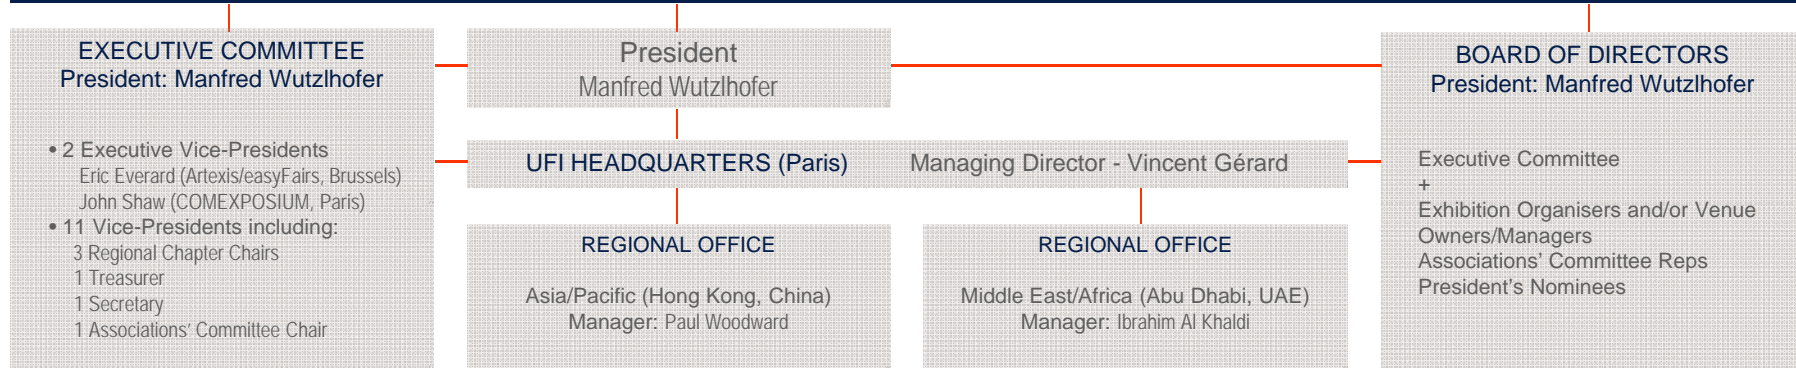 EXECUTIVE COMMITTEE
President: Manfred Wutzlhofer
• 2 Executive Vice-Presidents
Eric Everard (Artexis/easyFairs, Brussels)
John Shaw (COMEXPOSIUM, Paris)
• 11 Vice-Presidents including:
3 Regional Chapter Chairs
1 Treasurer
1 Secretary
1 Associations’ Committee Chair
President
Manfred Wutzlhofer
UFI HEADQUARTERS (Paris) Managing Director - Vincent Gérard
REGIONAL OFFICE
Asia/Pacific (Hong Kong, China)
Manager: Paul Woodward
REGIONAL OFFICE
Middle East/Africa (Abu Dhabi, UAE)
Manager: Ibrahim Al Khaldi
BOARD OF DIRECTORS
President: Manfred Wutzlhofer
Executive Committee
+
Exhibition Organisers and/or Venue
Owners/Managers
Associations’ Committee Reps
President’s Nominees